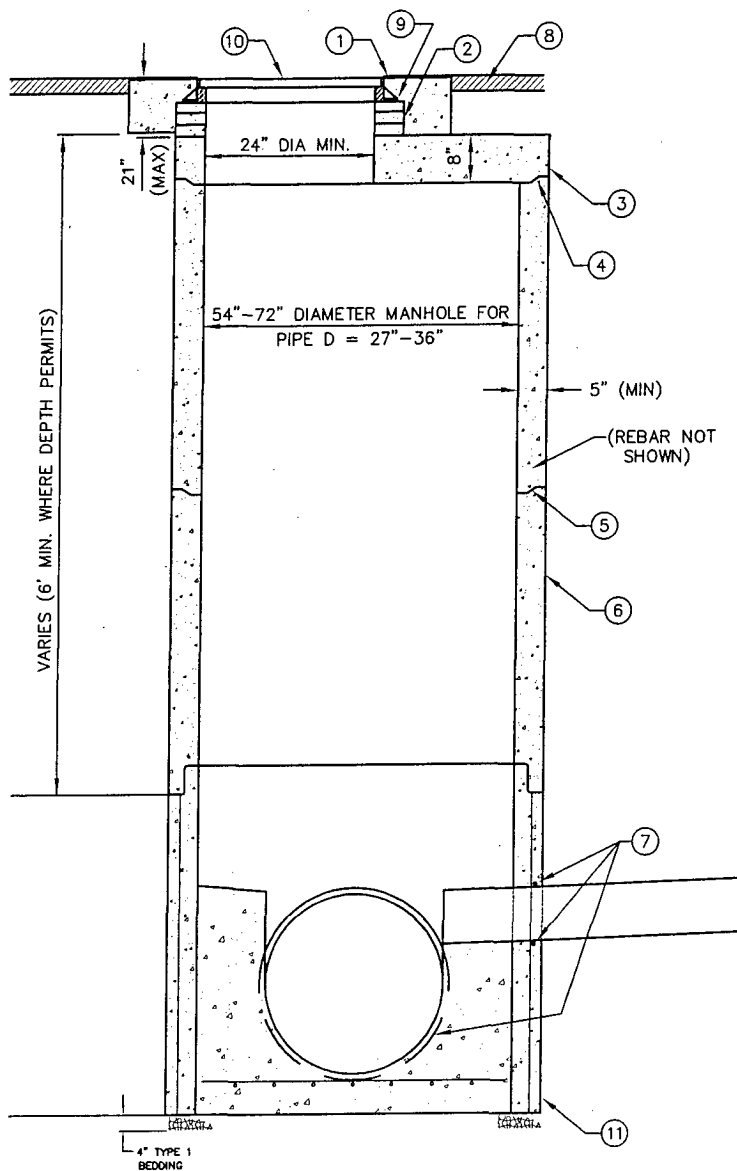 10
1
9
2
8
24" DIA MIN.
8"
21"
(MAX)
3
4
54"-72" DIAMETER MANHOLE FOR
PIPE D = 27"-36"
5" (MIN)
(REBAR NOT
SHOWN)
VARIES (6' MIN. WHERE DEPTH PERMITS)
5
6
7
11
4" TYPE 1
BEDDING